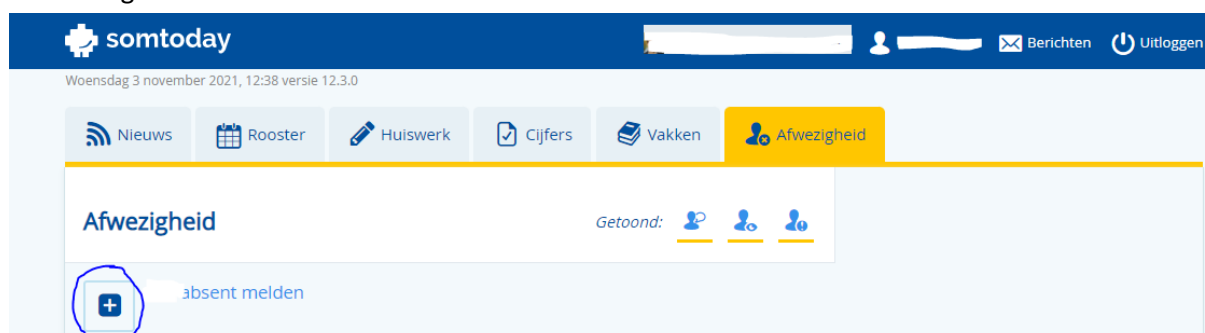 somtoday
Berichten Uitloggen
Woensdag 3 november 2021, 12:38 versie 12.3.0
Nieuws Rooster Huiswerk Cijfers Vakken Afwezigheid
Afwezigheid Getoond:
absent melden